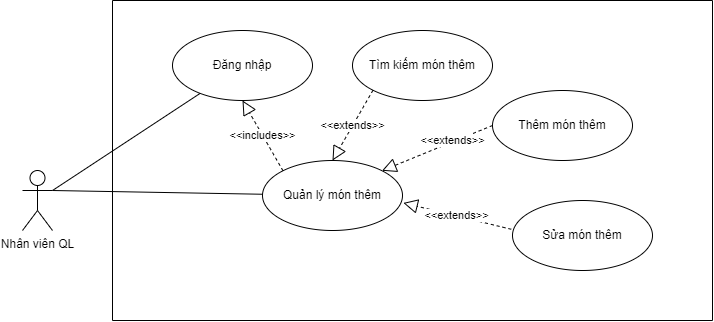 Đăng nhập
Tìm kiếm món thêm
<<extends>>
Thêm món thêm
<<includes>>
<<extends>>
Quản lý món thêm
<<extends>>
Sửa món thêm
Nhân viên QL